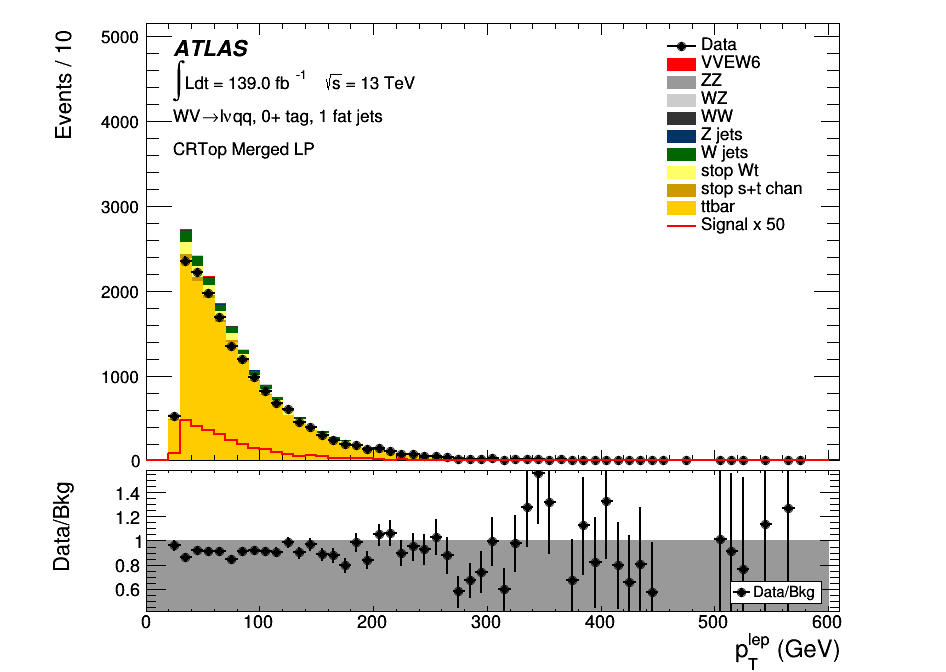 Events / 10
5000
4000
3000
2000
1000
0
ATLAS
∫Ldt = 139.0 fb⁻¹ √s = 13 TeV
WV→lνqq, 0+ tag, 1 fat jets
CRTop Merged LP
Data
VVEW6
ZZ
WZ
WW
Z jets
W jets
stop Wt
stop s+t chan
ttbar
Signal x 50
Data/Bkg
1.4
1.2
1
0.8
0.6
Data/Bkg
0 100 200 300 400 500 600
p_T^lep (GeV)